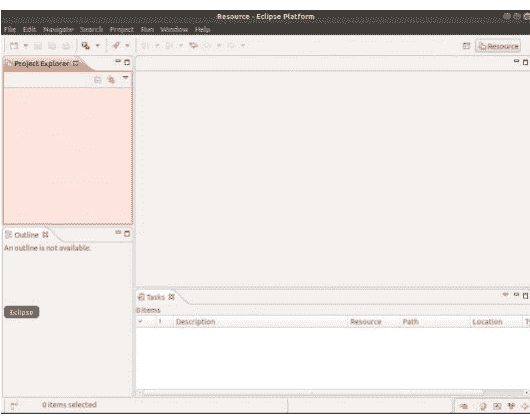 Resource - Eclipse Platform
File Edit Navigate Search Project Run Window Help
Resource
Project Explorer
Outline
An outline is not available.
Tasks
0 items
! Description Resource Path Location
Eclipse
0 items selected